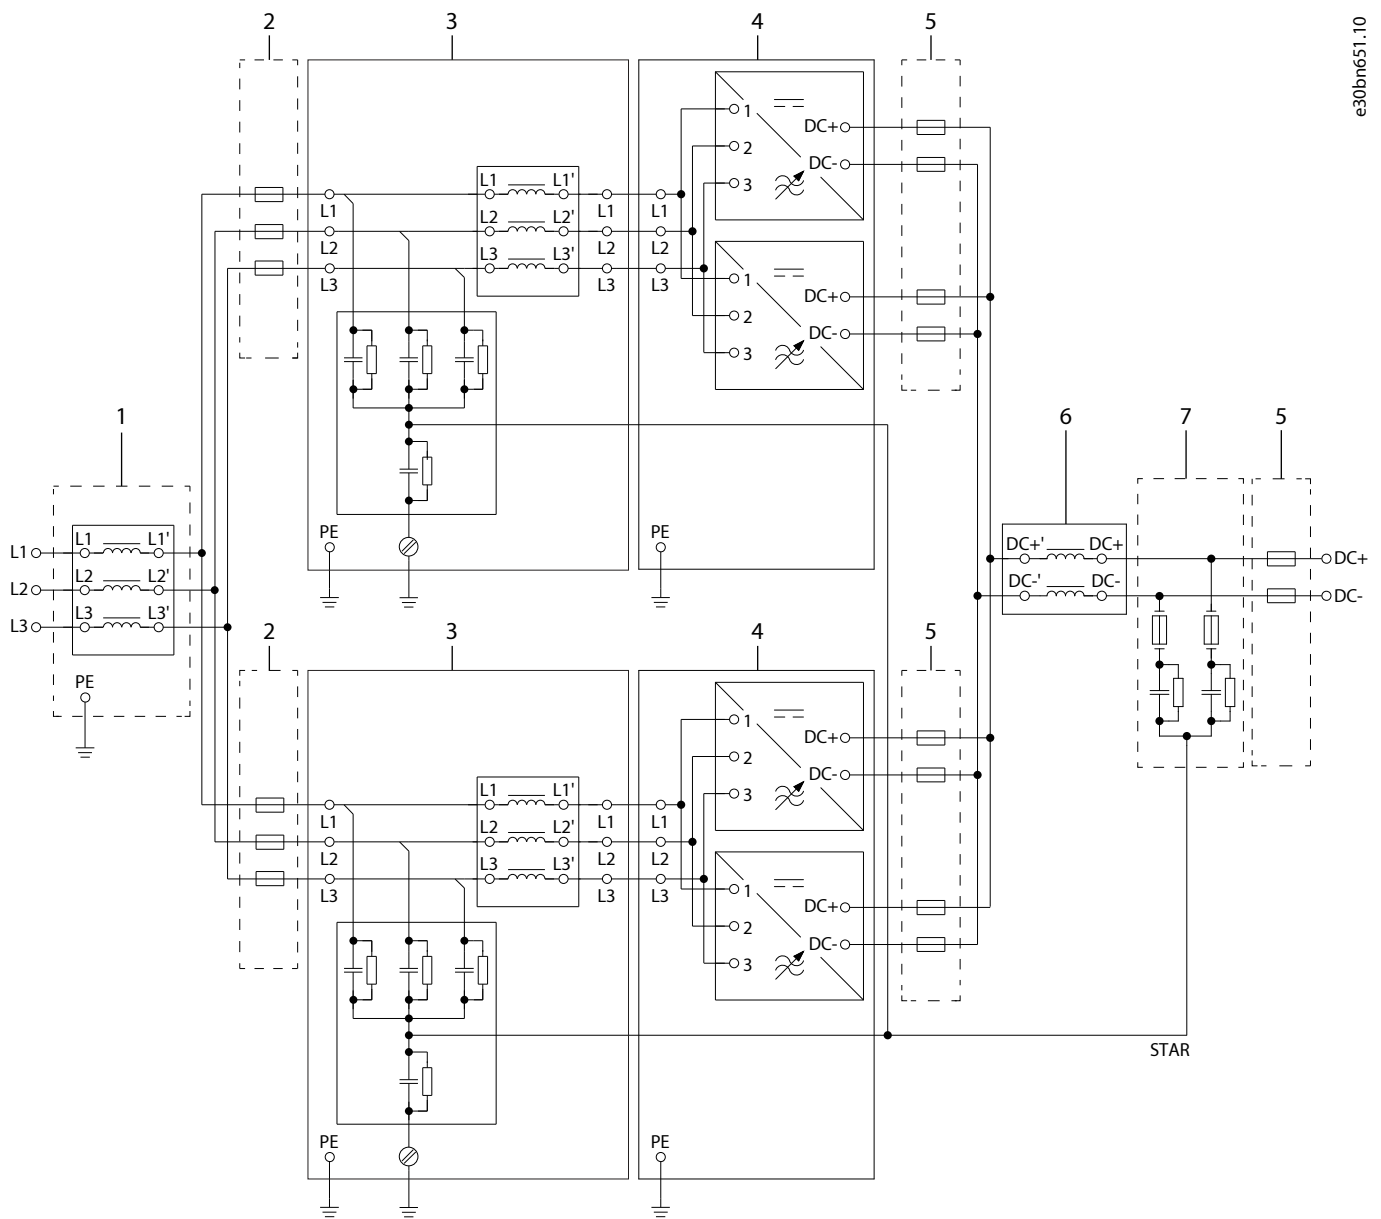 2
3
4
5
e30bn651.10
1
DC+
2
DC-
3
L1 L1'
L1
L1
L1
L2 L2'
L2
L2
L2
L3 L3'
L3
L3
L3
1
DC+
2
DC-
3
1
6
7
5
PE
PE
L1
L1 L1'
L2
L2 L2'
L3
L3 L3'
DC+' DC+
DC+
DC-' DC-
DC-
PE
2
3
4
5
1
DC+
2
DC-
3
L1 L1'
L1
L1
L1
L2 L2'
L2
L2
L2
L3 L3'
L3
L3
L3
1
DC+
2
DC-
3
STAR
PE
PE